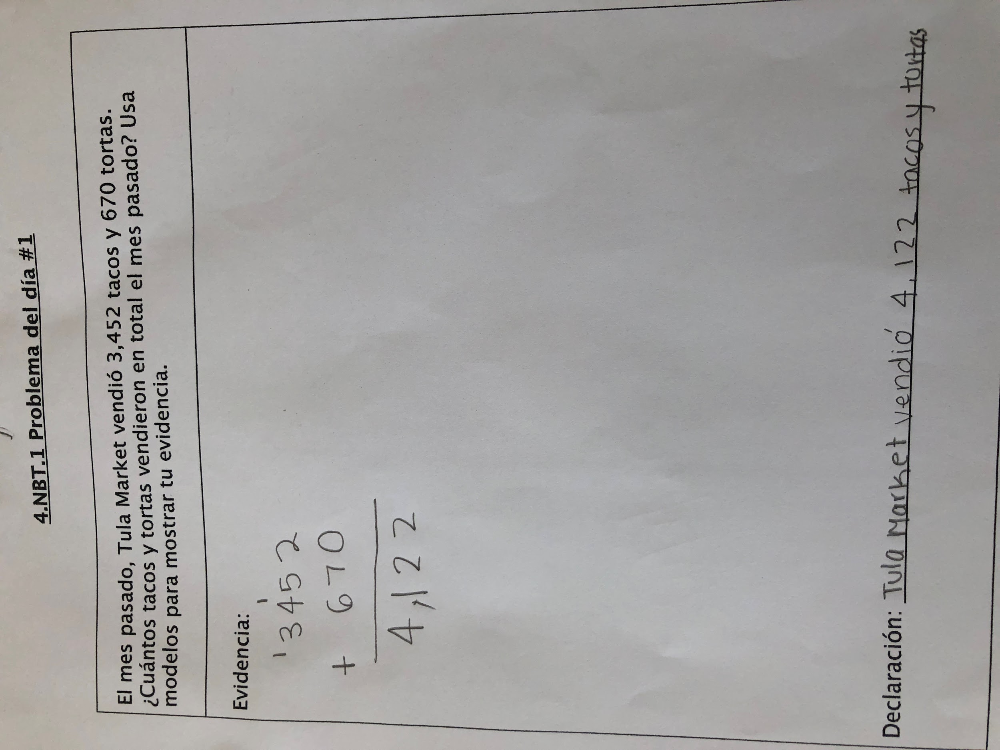 4.NBT.1 Problema del día #1
El mes pasado, Tula Market vendió 3,452 tacos y 670 tortas.
¿Cuántos tacos y tortas vendieron en total el mes pasado? Usa
modelos para mostrar tu evidencia.
Evidencia:
1 1
3452
+ 670
4,122
Declaración: Tula Market vendió 4,122 tacos y tortas